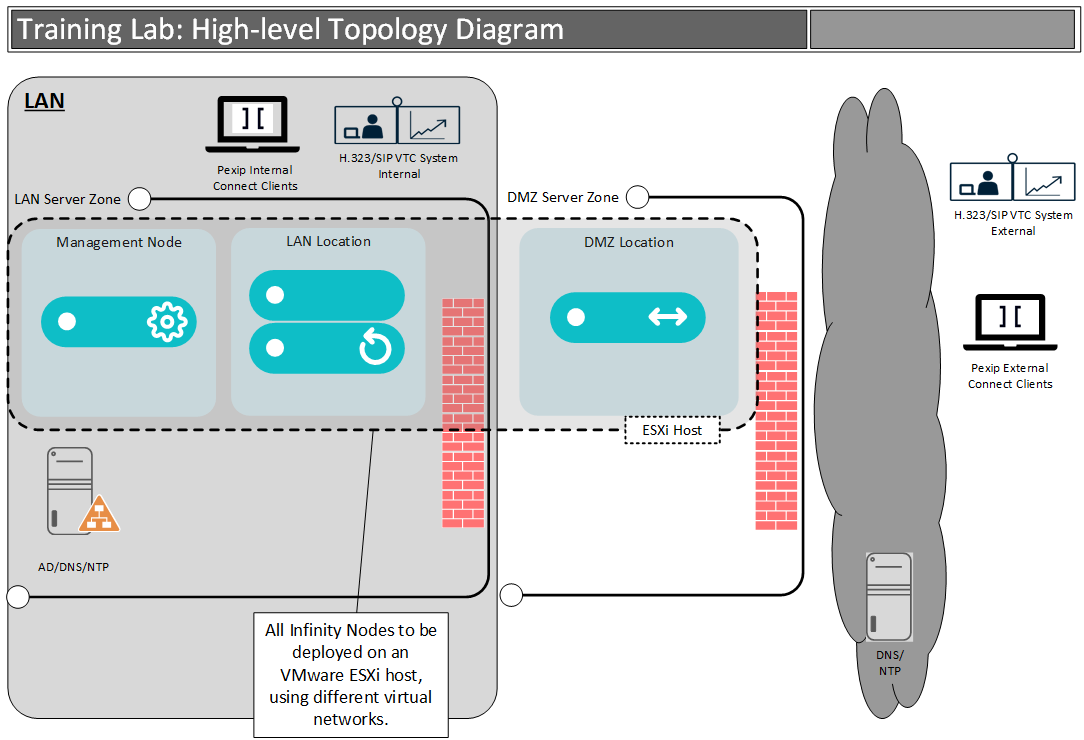 Training Lab: High-level Topology Diagram
LAN
Pexip Internal
Connect Clients
H.323/SIP VTC System
Internal
LAN Server Zone
DMZ Server Zone
H.323/SIP VTC System
External
Management Node
LAN Location
DMZ Location
Pexip External
Connect Clients
ESXi Host
AD/DNS/NTP
All Infinity Nodes to be
deployed on an
VMware ESXi host,
using different virtual
networks.
DNS/
NTP